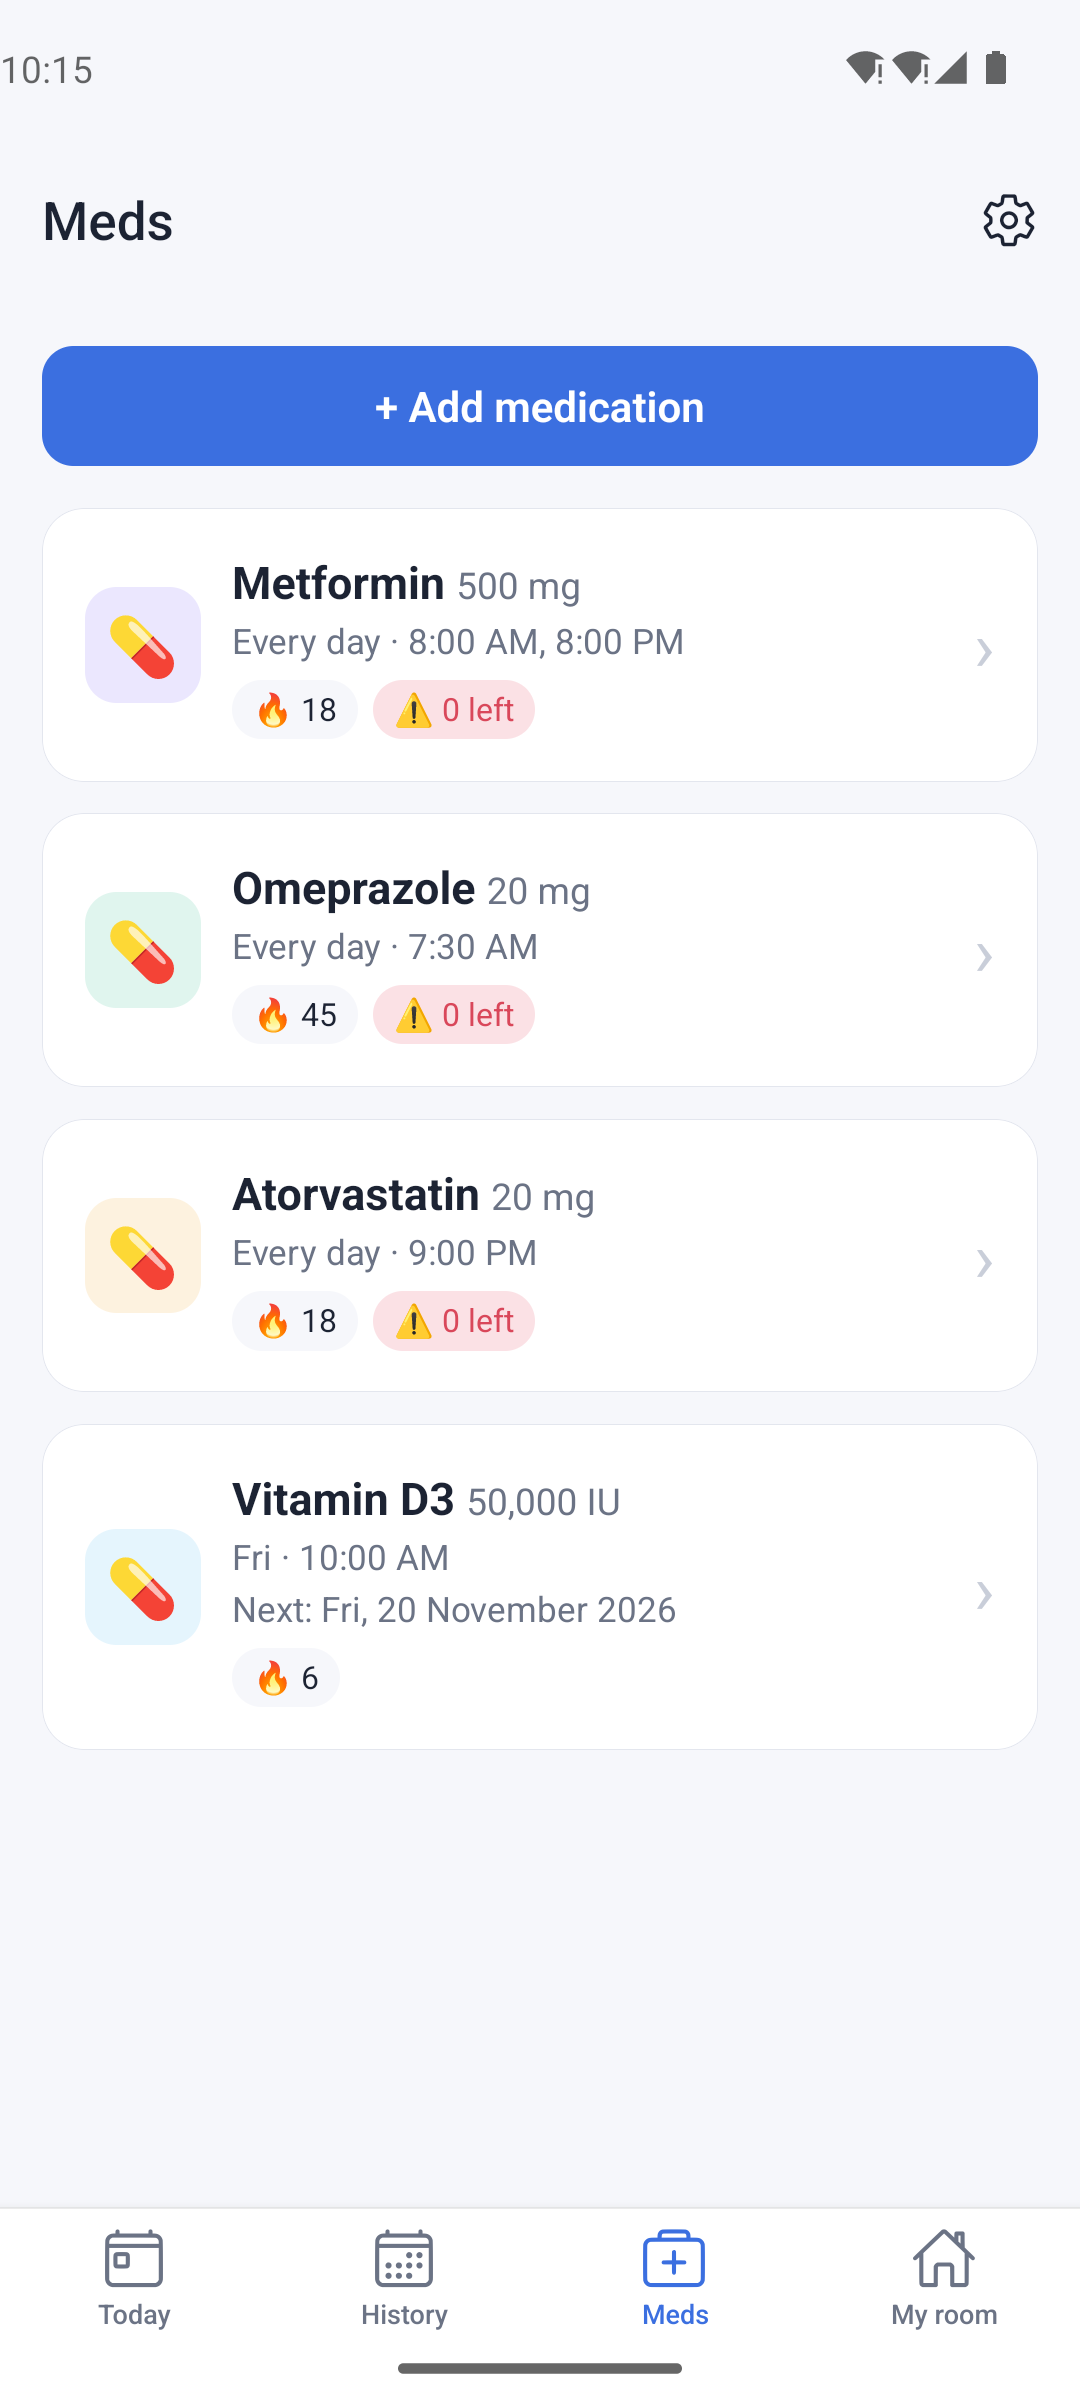 10:15
Meds
+ Add medication
Metformin 500 mg
Every day · 8:00 AM, 8:00 PM
🔥 18 ⚠️ 0 left
Omeprazole 20 mg
Every day · 7:30 AM
🔥 45 ⚠️ 0 left
Atorvastatin 20 mg
Every day · 9:00 PM
🔥 18 ⚠️ 0 left
Vitamin D3 50,000 IU
Fri · 10:00 AM
Next: Fri, 20 November 2026
🔥 6
Today History Meds My room